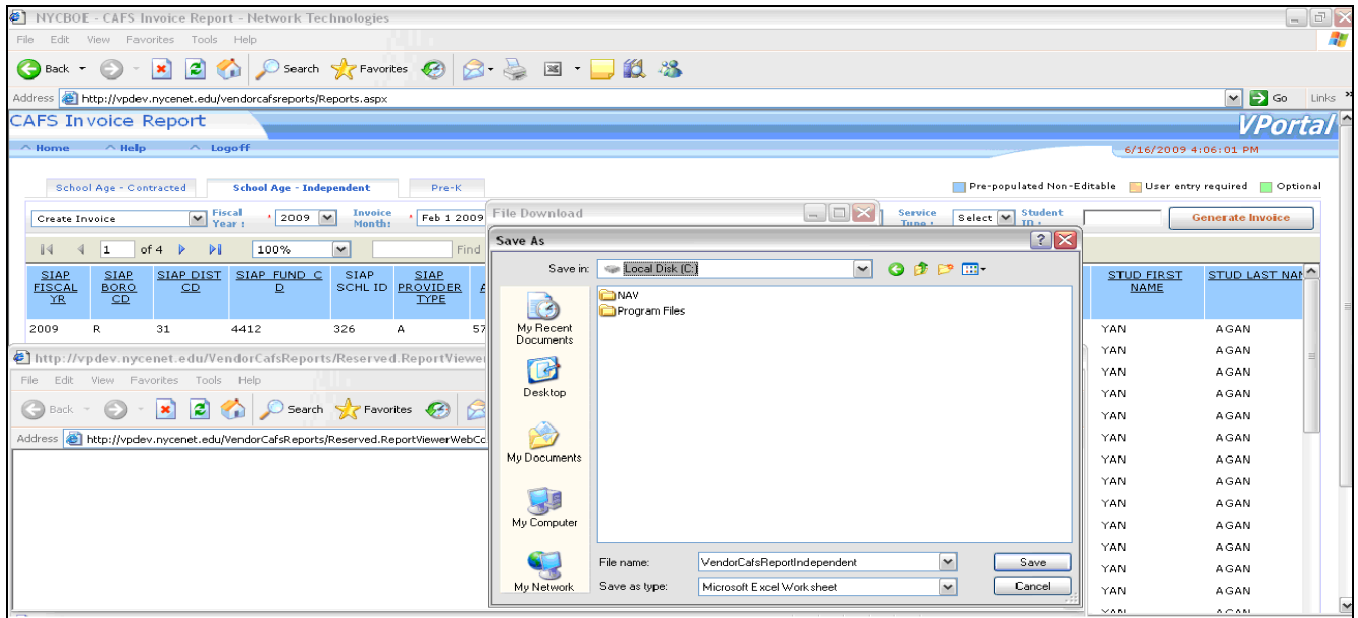 NYCBOE - CAFS Invoice Report - Network Technologies
File Edit View Favorites Tools Help
Back Search Favorites
Address http://vpdev.nycenet.edu/vendorcafsreports/Reports.aspx Go Links »
CAFS Invoice Report VPortal
^ Home ^ Help ^ Logoff 6/16/2009 4:06:01 PM
School Age - Contracted School Age - Independent Pre-K Pre-populated Non-Editable User entry required Optional
Create Invoice Fiscal Year : * 2009 Invoice Month: * Feb 1 2009 Service Select Student Generate Invoice
1 of 4 100% Find
SIAP FISCAL YR SIAP BORO CD SIAP DIST CD SIAP FUND C D SIAP SCHL ID SIAP PROVIDER TYPE STUD FIRST NAME STUD LAST NAM
2009 R 31 4412 326 A 57 YAN AGAN
YAN AGAN
YAN AGAN
YAN AGAN
YAN AGAN
YAN AGAN
YAN AGAN
YAN AGAN
YAN AGAN
YAN AGAN
YAN AGAN
YAN AGAN
YAN AGAN
YAN AGAN
http://vpdev.nycenet.edu/VendorCafsReports/Reserved.ReportViewer
File Edit View Favorites Tools Help
Back Search Favorites
Address http://vpdev.nycenet.edu/VendorCafsReports/Reserved.ReportViewerWebCo
File Download
Save As
Save in: Local Disk (C:)
NAV
Program Files
My Recent Documents
Desktop
My Documents
My Computer
My Network
File name: VendorCafsReportIndependent Save
Save as type: Microsoft Excel Worksheet Cancel